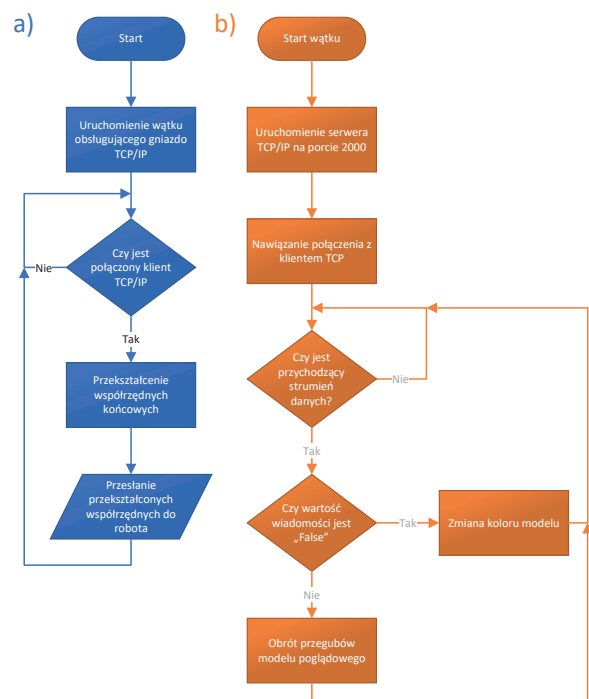 a)
Start
Uruchomienie wątku
obsługującego gniazdo
TCP/IP
Czy jest
połączony klient
TCP/IP
Nie
Tak
Przekształcenie
współrzędnych
końcowych
Przesłanie
przekształconych
współrzędnych do
robota
b)
Start wątku
Uruchomienie serwera
TCP/IP na porcie 2000
Nawiązanie połączenia z
klientem TCP
Czy jest
przychodzący
strumień
danych?
Nie
Tak
Czy wartość
wiadomości jest
„False”
Tak
Zmiana koloru modelu
Nie
Obrót przegubów
modelu poglądowego